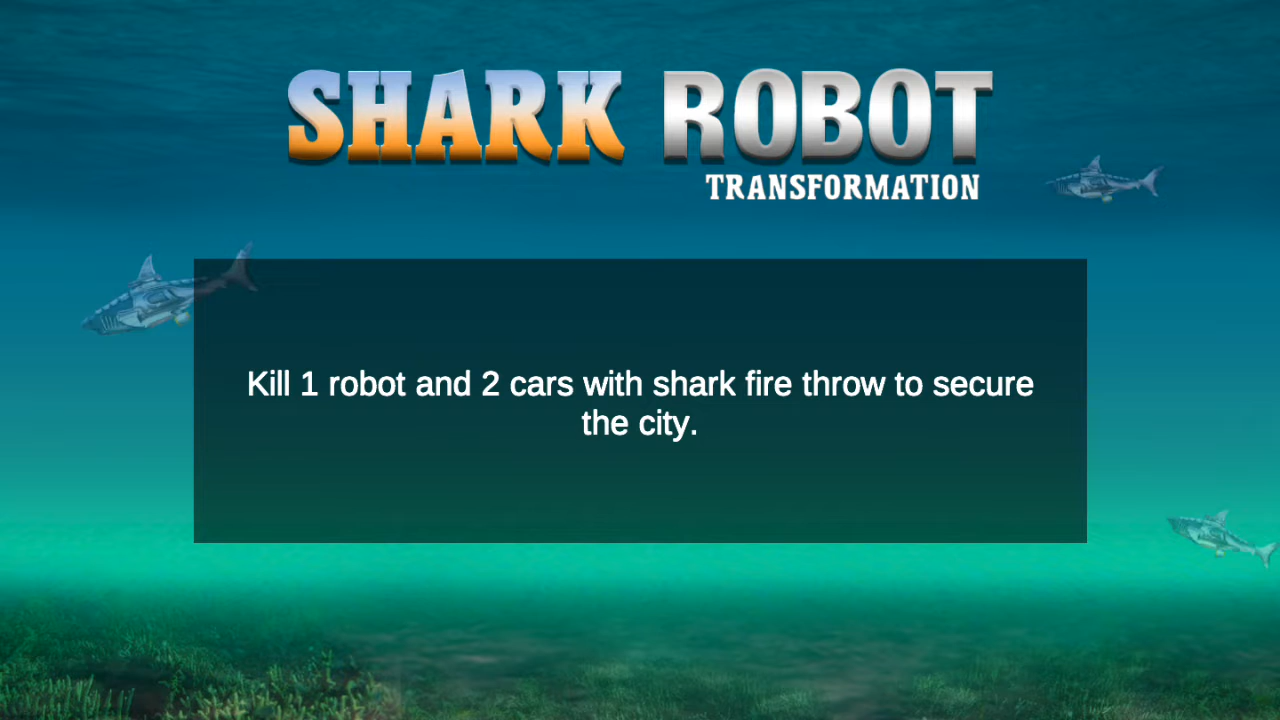 SHARK ROBOT
TRANSFORMATION
Kill 1 robot and 2 cars with shark fire throw to secure
the city.